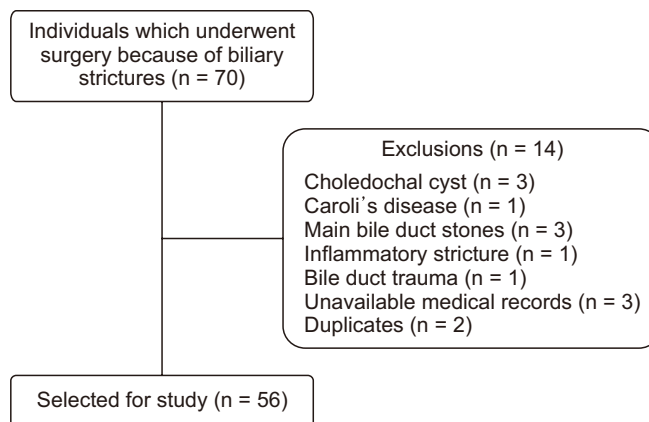 Individuals which underwent
surgery because of biliary
strictures (n = 70)
Exclusions (n = 14)
Choledochal cyst (n = 3)
Caroli´s disease (n = 1)
Main bile duct stones (n = 3)
Inflammatory stricture (n = 1)
Bile duct trauma (n = 1)
Unavailable medical records (n = 3)
Duplicates (n = 2)
Selected for study (n = 56)